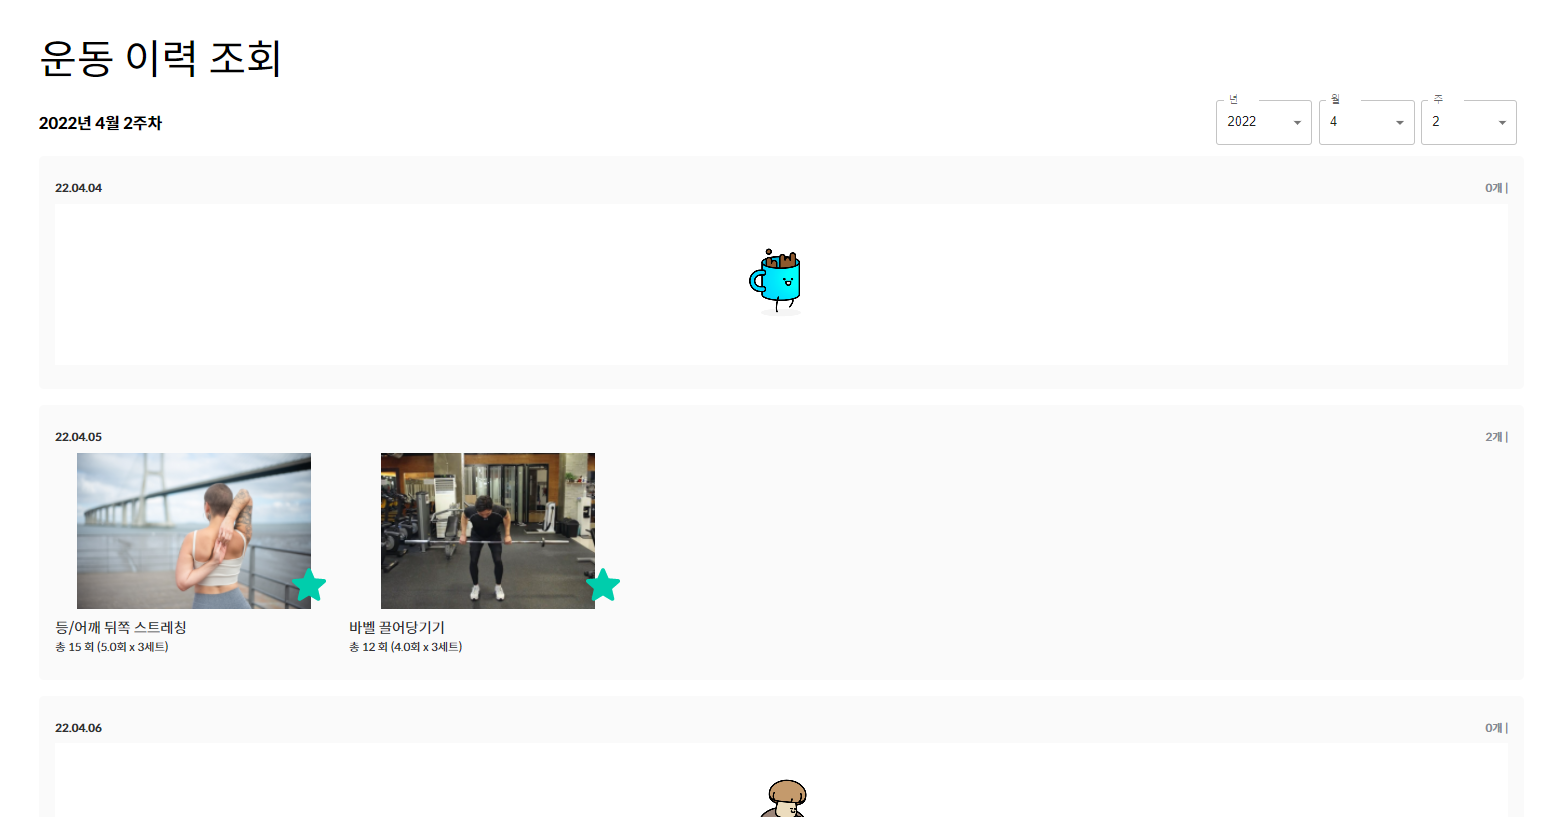 운동 이력 조회
2022년 4월 2주차
년
2022
월
4
주
2
22.04.04
0개 |
22.04.05
2개 |
등/어깨 뒤쪽 스트레칭
총 15 회 (5.0회 x 3세트)
바벨 끌어당기기
총 12 회 (4.0회 x 3세트)
22.04.06
0개 |